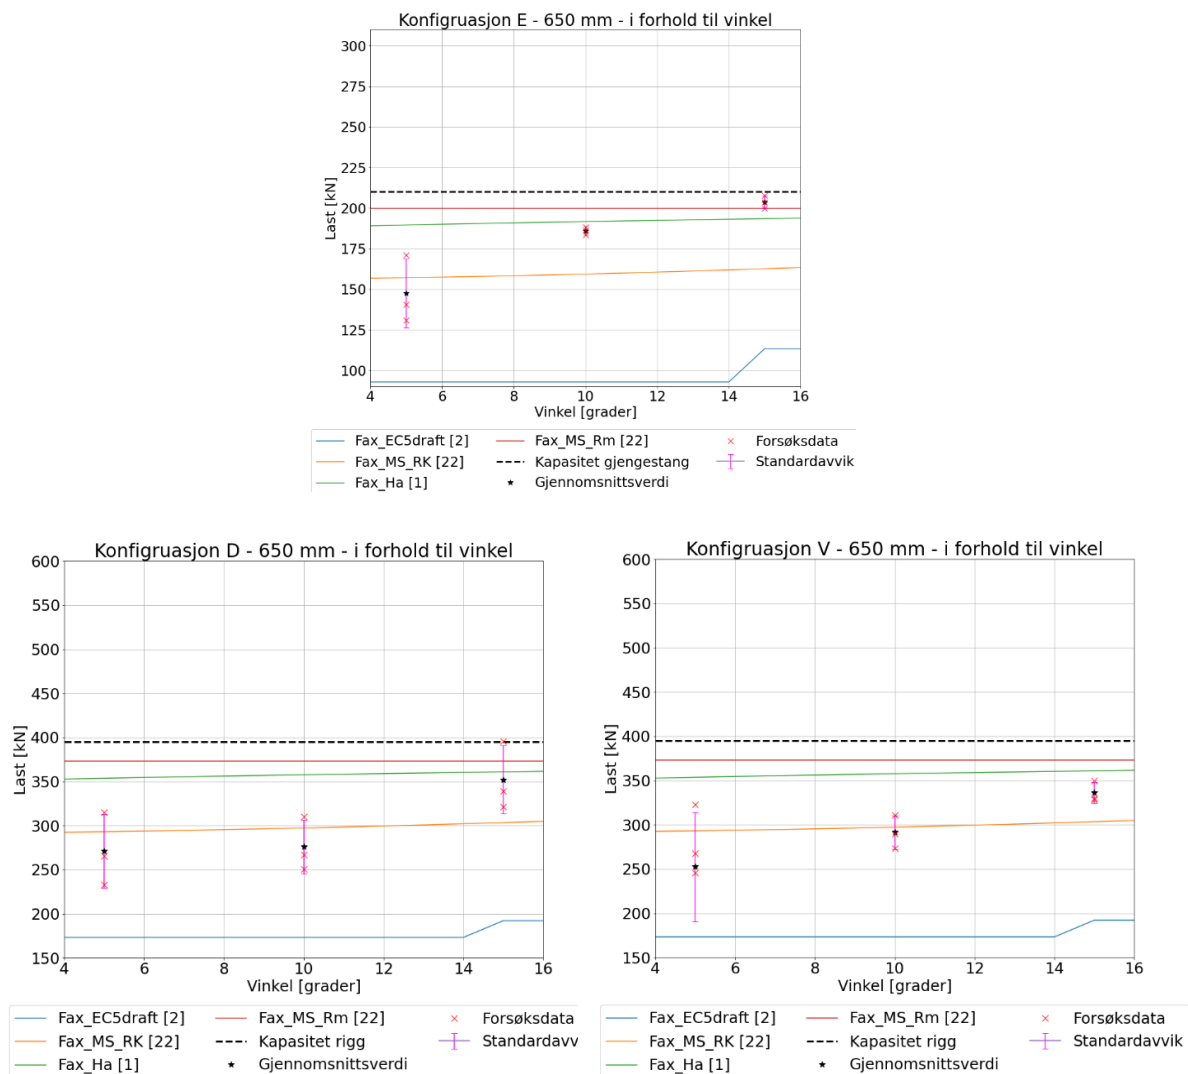 Konfigruasjon E - 650 mm - i forhold til vinkel
300
275
250
225
200
175
150
125
100
Last [kN]
4 6 8 10 12 14 16
Vinkel [grader]
Fax_EC5draft [2] Fax_MS_Rm [22] Forsøksdata
Fax_MS_RK [22] Kapasitet gjengestang Standardavvik
Fax_Ha [1] Gjennomsnittsverdi
Konfigruasjon D - 650 mm - i forhold til vinkel
600
550
500
450
400
350
300
250
200
150
Last [kN]
4 6 8 10 12 14 16
Vinkel [grader]
Fax_EC5draft [2] Fax_MS_Rm [22] Forsøksdata
Fax_MS_RK [22] Kapasitet rigg Standardavv
Fax_Ha [1] Gjennomsnittsverdi
Konfigruasjon V - 650 mm - i forhold til vinkel
600
550
500
450
400
350
300
250
200
150
Last [kN]
4 6 8 10 12 14 16
Vinkel [grader]
Fax_EC5draft [2] Fax_MS_Rm [22] Forsøksdata
Fax_MS_RK [22] Kapasitet rigg Standardavvik
Fax_Ha [1] Gjennomsnittsverdi